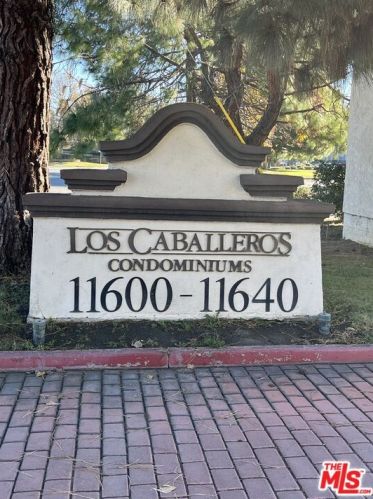 LOS CABALLEROS
CONDOMINIUMS
11600-11640
THE
MLS